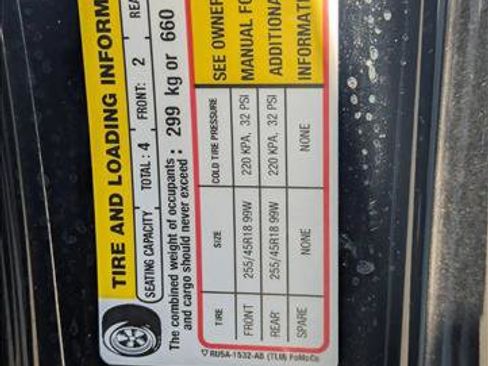 TIRE AND LOADING INFORM
SEATING CAPACITY TOTAL : 4 FRONT: 2 REA
The combined weight of occupants
and cargo should never exceed : 299 kg or 660
TIRE SIZE COLD TIRE PRESSURE
FRONT 255/45R18 99W 220 KPA, 32 PSI
REAR 255/45R18 99W 220 KPA, 32 PSI
SPARE NONE NONE
SEE OWNER
MANUAL FO
ADDITIONA
INFORMATI
RU5A-1532-AB (TLM) FoMoCo